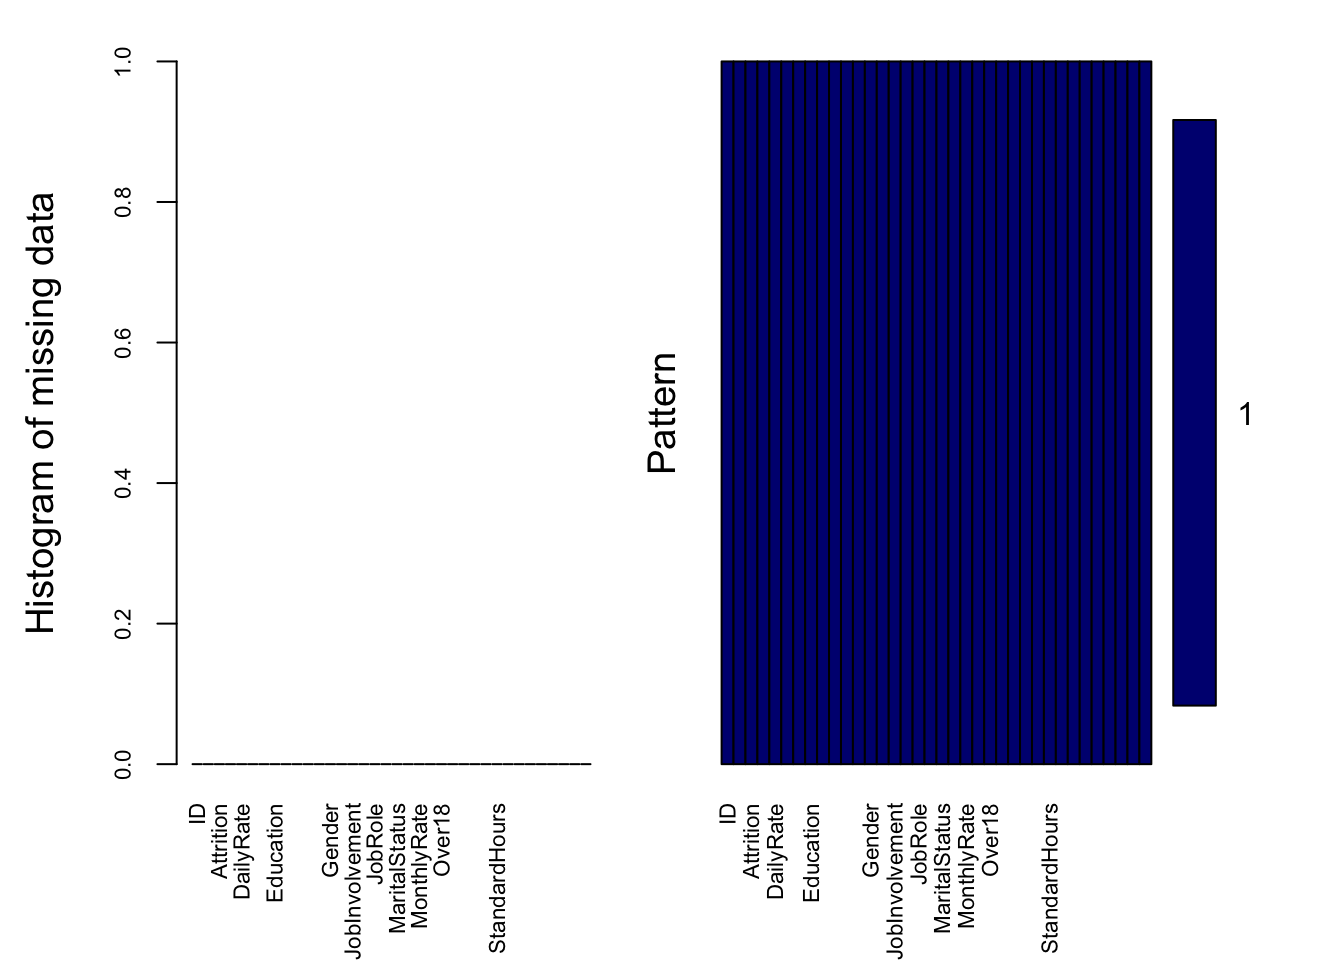 Histogram of missing data
1.0
0.8
0.6
0.4
0.2
0.0
ID
Attrition
DailyRate
Education
Gender
JobInvolvement
JobRole
MaritalStatus
MonthlyRate
Over18
StandardHours
Pattern
ID
Attrition
DailyRate
Education
Gender
JobInvolvement
JobRole
MaritalStatus
MonthlyRate
Over18
StandardHours
1